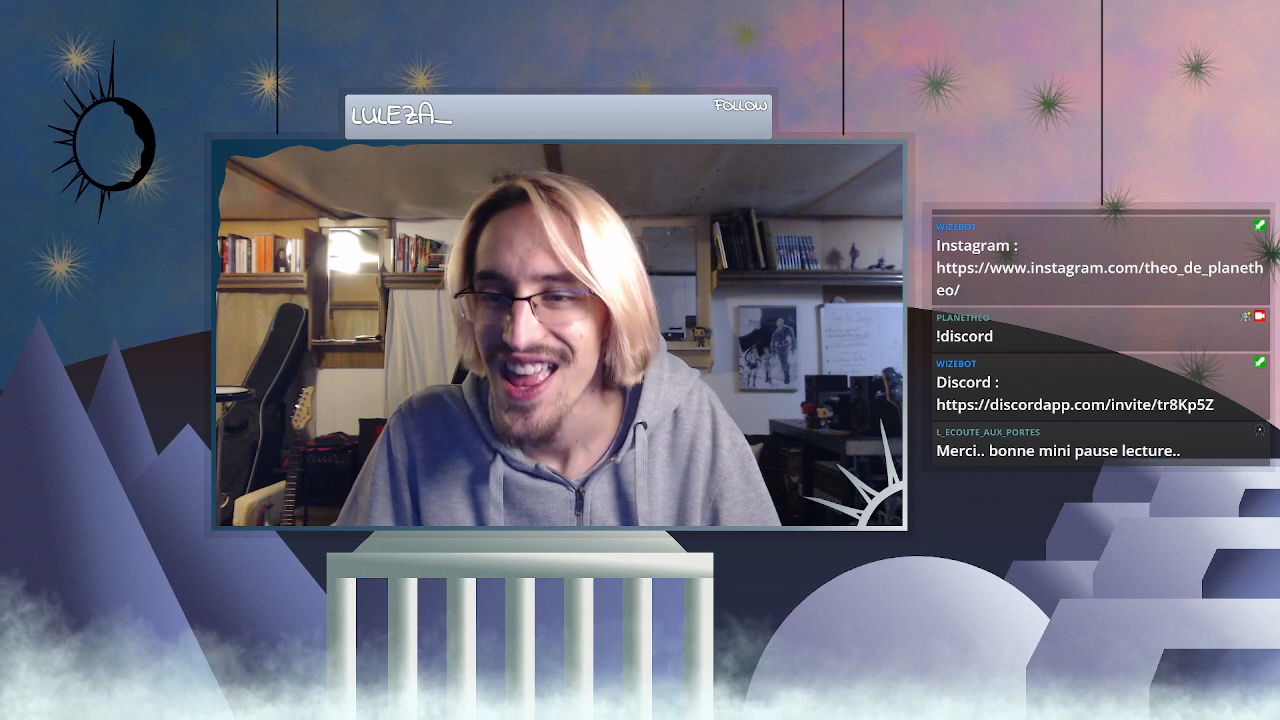 LULEZA_
FOLLOW
WIZEBOT
Instagram :
https://www.instagram.com/theo_de_planeth
eo/
PLANETHEO
!discord
WIZEBOT
Discord :
https://discordapp.com/invite/tr8Kp5Z
L_ECOUTE_AUX_PORTES
Merci.. bonne mini pause lecture..